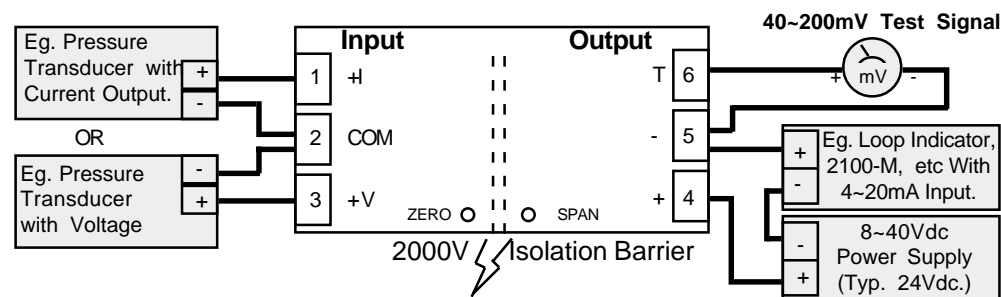 40~200mV Test Signal
Eg. Pressure
Transducer with
Current Output.
+
-
OR
Eg. Pressure
Transducer
with Voltage
-
+
Input
Output
1 +I
2 COM
3 +V
T 6
- 5
+ 4
ZERO
SPAN
2000V Isolation Barrier
+ mV -
+
-
Eg. Loop Indicator,
2100-M, etc With
4~20mA Input.
-
+
8~40Vdc
Power Supply
(Typ. 24Vdc.)